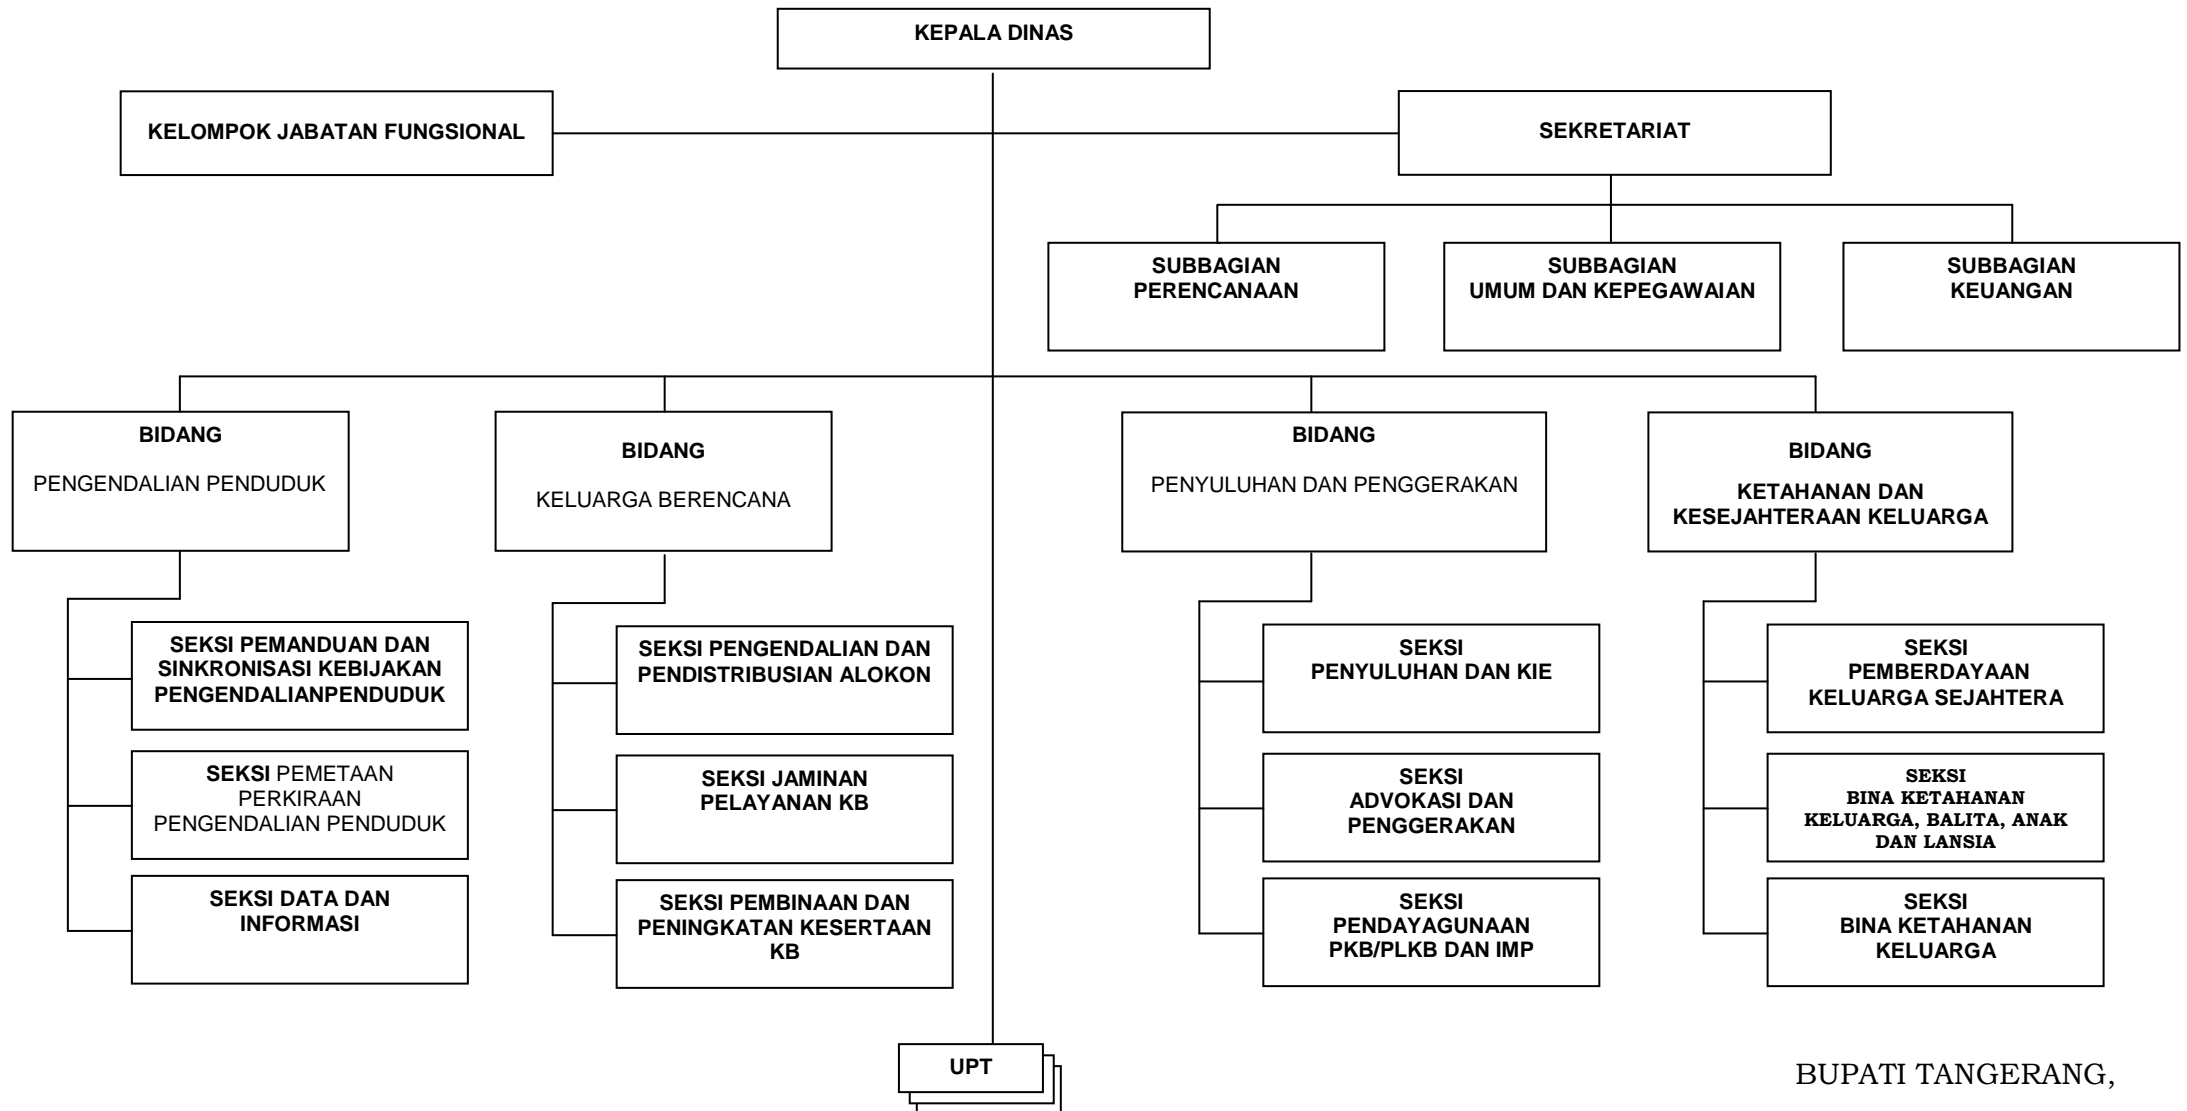 KEPALA DINAS
KELOMPOK JABATAN FUNGSIONAL
SEKRETARIAT
SUBBAGIAN
PERENCANAAN
SUBBAGIAN
UMUM DAN KEPEGAWAIAN
SUBBAGIAN
KEUANGAN
BIDANG
PENGENDALIAN PENDUDUK
BIDANG
KELUARGA BERENCANA
BIDANG
PENYULUHAN DAN PENGGERAKAN
BIDANG
KETAHANAN DAN
KESEJAHTERAAN KELUARGA
SEKSI PEMANDUAN DAN
SINKRONISASI KEBIJAKAN
PENGENDALIANPENDUDUK
SEKSI PEMETAAN
PERKIRAAN
PENGENDALIAN PENDUDUK
SEKSI DATA DAN
INFORMASI
SEKSI PENGENDALIAN DAN
PENDISTRIBUSIAN ALOKON
SEKSI JAMINAN
PELAYANAN KB
SEKSI PEMBINAAN DAN
PENINGKATAN KESERTAAN
KB
SEKSI
PENYULUHAN DAN KIE
SEKSI
ADVOKASI DAN
PENGGERAKAN
SEKSI
PENDAYAGUNAAN
PKB/PLKB DAN IMP
SEKSI
PEMBERDAYAAN
KELUARGA SEJAHTERA
SEKSI
BINA KETAHANAN
KELUARGA, BALITA, ANAK
DAN LANSIA
SEKSI
BINA KETAHANAN
KELUARGA
UPT
BUPATI TANGERANG,